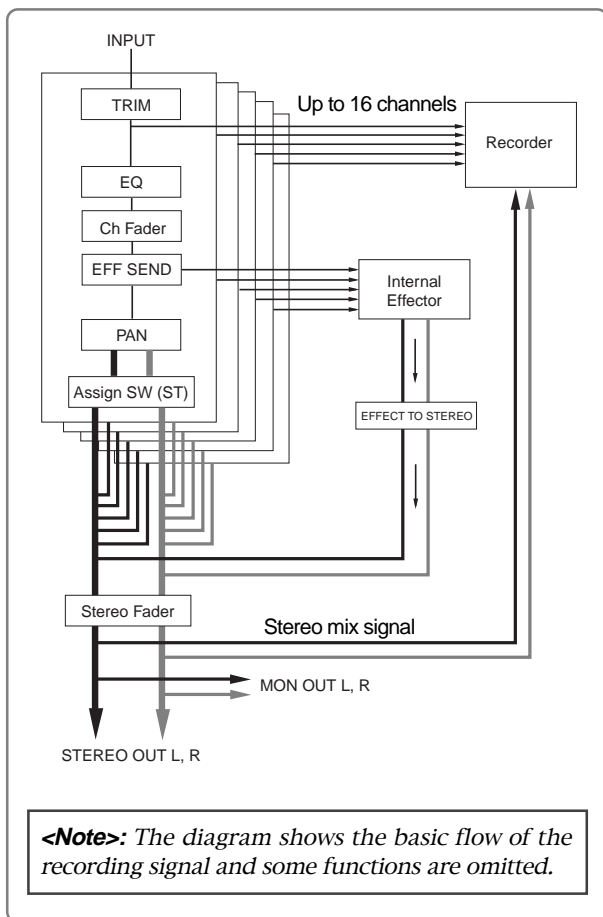 INPUT
TRIM
Up to 16 channels
Recorder
EQ
Ch Fader
EFF SEND
Internal
Effector
PAN
Assign SW (ST)
EFFECT TO STEREO
Stereo Fader
Stereo mix signal
MON OUT L, R
STEREO OUT L, R
<Note>: The diagram shows the basic flow of the
recording signal and some functions are omitted.